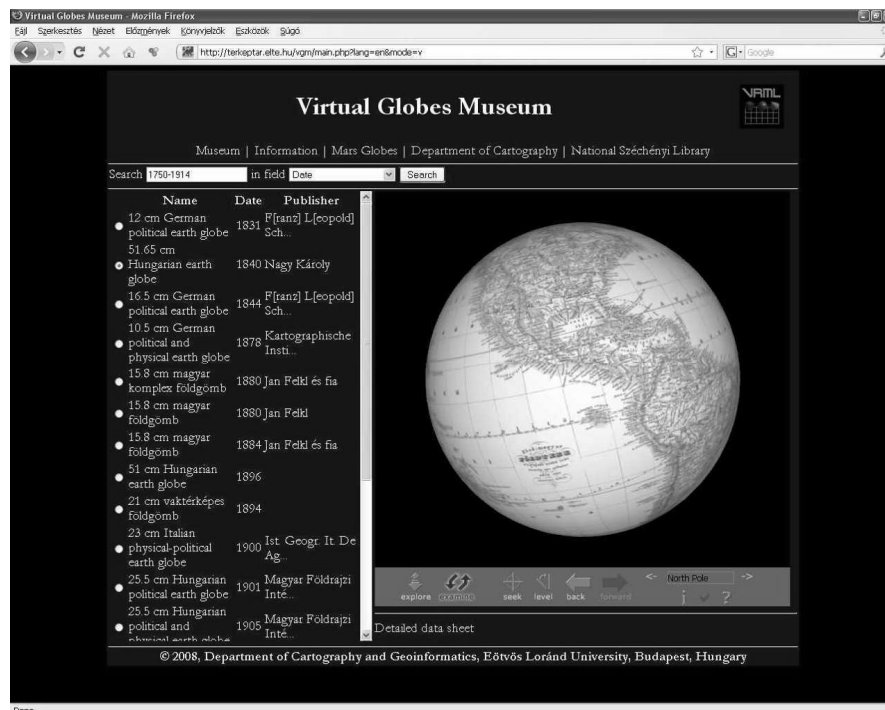 Virtual Globes Museum - Mozilla Firefox
Fájl Szerkesztés Nézet Előzmények Könyvjelzők Eszközök Súgó
http://terkeptar.elte.hu/vgm/main.php?lang=en&mode=v
Google
Virtual Globes Museum
VRML
Museum | Information | Mars Globes | Department of Cartography | National Széchényi Library
Search 1750-1914 in field Date Search
Name Date Publisher
12 cm German political earth globe 1831 F[ranz] L[eopold] Sch...
51.65 cm Hungarian earth globe 1840 Nagy Károly
16.5 cm German political earth globe 1844 F[ranz] L[eopold] Sch...
10.5 cm German political and physical earth globe 1878 Kartographische Insti...
15.8 cm magyar komplex földgömb 1880 Jan Felkl és fia
15.8 cm magyar földgömb 1880 Jan Felkl
15.8 cm magyar földgömb 1884 Jan Felkl és fia
51 cm Hungarian earth globe 1896
21 cm vaktérképes földgömb 1894
23 cm Italian physical-political earth globe 1900 Ist. Geogr. It. De Ag...
25.5 cm Hungarian political earth globe 1901 Magyar Földrajzi Inté...
25.5 cm Hungarian political and physical earth globe 1905 Magyar Földrajzi Inté...
explore examine seek level back forward <- North Pole -> i ?
Detailed data sheet
© 2008, Department of Cartography and Geoinformatics, Eötvös Loránd University, Budapest, Hungary